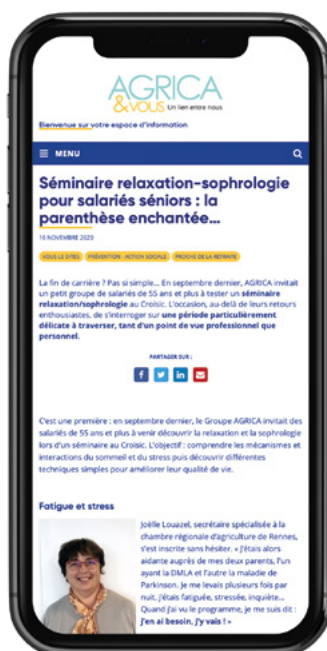 AGRICA
&VOUS Un lien entre nous
Bienvenue sur votre espace d'information
MENU
Séminaire relaxation-sophrologie
pour salariés séniors : la
parenthèse enchantée...
16 NOVEMBRE 2020
VOUS LE DITES PRÉVENTION - ACTION SOCIALE PROCHE DE LA RETRAITE
La fin de carrière ? Pas si simple... En septembre dernier, AGRICA invitait
un petit groupe de salariés de 55 ans et plus à tester un séminaire
relaxation/sophrologie au Croisic. L'occasion, au-delà de leurs retours
enthousiastes, de s'interroger sur une période particulièrement
délicate à traverser, tant d'un point de vue professionnel que
personnel.
PARTAGER SUR :
C'est une première : en septembre dernier, le Groupe AGRICA invitait des
salariés de 55 ans et plus à venir découvrir la relaxation et la sophrologie
lors d'un séminaire au Croisic. L'objectif : comprendre les mécanismes et
interactions du sommeil et du stress puis découvrir différentes
techniques simples pour améliorer leur qualité de vie.
Fatigue et stress
Joëlle Louazel, secrétaire spécialisée à la
chambre régionale d'agriculture de Rennes,
s'est inscrite sans hésiter. « J'étais alors
aidante auprès de mes deux parents, l'un
ayant la DMLA et l'autre la maladie de
Parkinson. Je me levais plusieurs fois par
nuit, j'étais fatiguée, stressée, inquiète...
Quand j'ai vu le programme, je me suis dit :
J'en ai besoin, j'y vais ! »